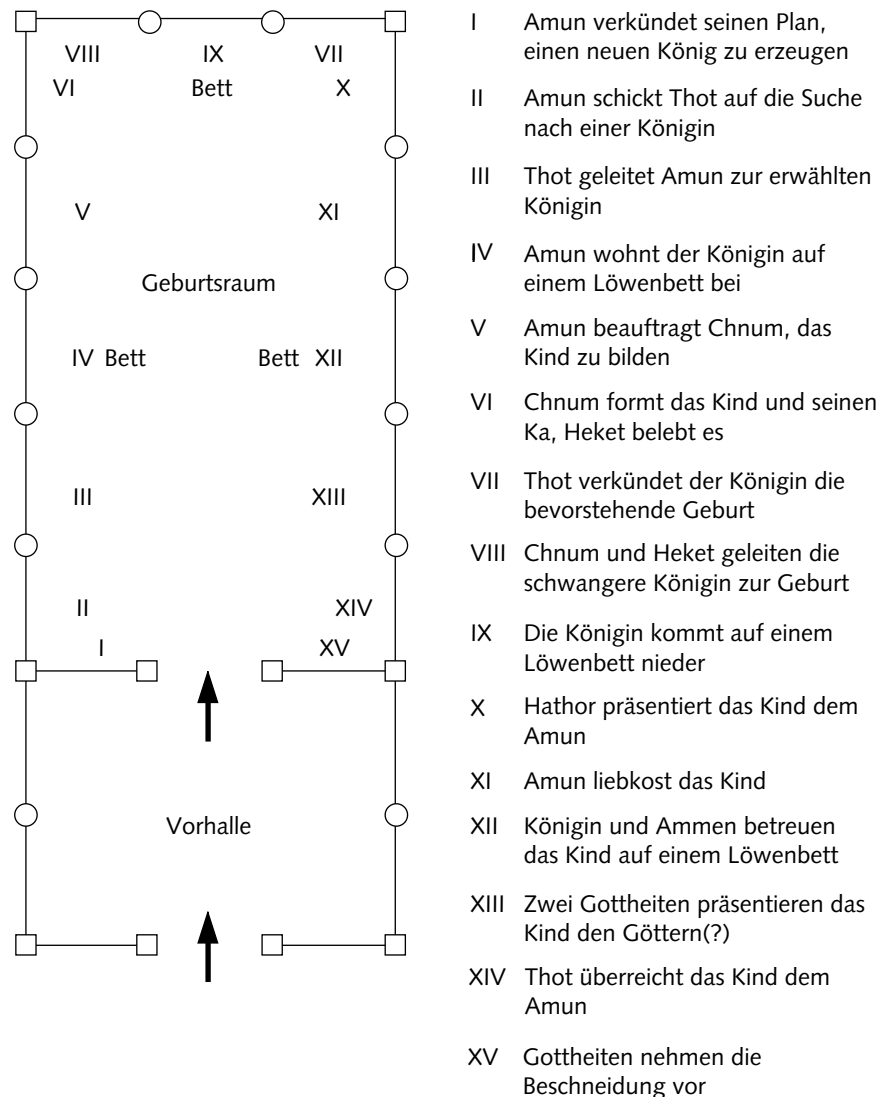 VIII IX VII
VI Bett X
V XI
Geburtsraum
IV Bett Bett XII
III XIII
II XIV
I XV
Vorhalle
I Amun verkündet seinen Plan,
einen neuen König zu erzeugen
II Amun schickt Thot auf die Suche
nach einer Königin
III Thot geleitet Amun zur erwählten
Königin
IV Amun wohnt der Königin auf
einem Löwenbett bei
V Amun beauftragt Chnum, das
Kind zu bilden
VI Chnum formt das Kind und seinen
Ka, Heket belebt es
VII Thot verkündet der Königin die
bevorstehende Geburt
VIII Chnum und Heket geleiten die
schwangere Königin zur Geburt
IX Die Königin kommt auf einem
Löwenbett nieder
X Hathor präsentiert das Kind dem
Amun
XI Amun liebkost das Kind
XII Königin und Ammen betreuen
das Kind auf einem Löwenbett
XIII Zwei Gottheiten präsentieren das
Kind den Göttern(?)
XIV Thot überreicht das Kind dem
Amun
XV Gottheiten nehmen die
Beschneidung vor